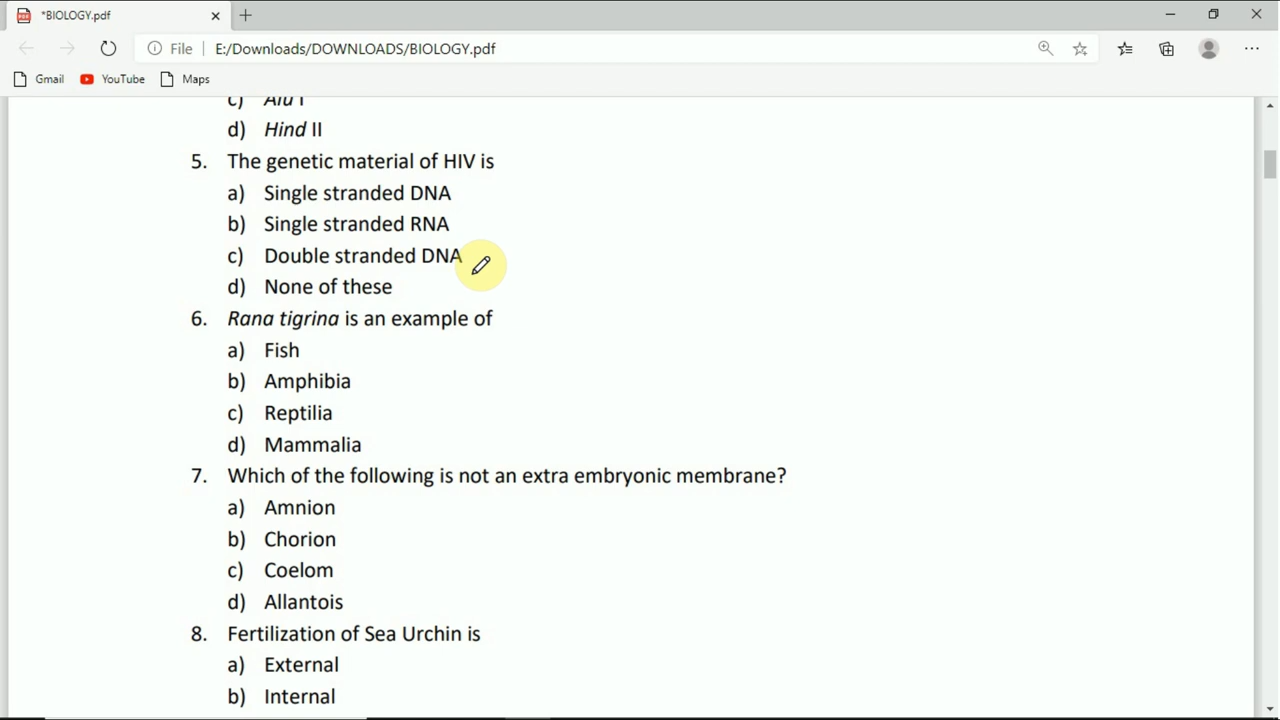 *BIOLOGY.pdf
File E:/Downloads/DOWNLOADS/BIOLOGY.pdf
Gmail YouTube Maps
c) Alu I
d) Hind II
5. The genetic material of HIV is
a) Single stranded DNA
b) Single stranded RNA
c) Double stranded DNA
d) None of these
6. Rana tigrina is an example of
a) Fish
b) Amphibia
c) Reptilia
d) Mammalia
7. Which of the following is not an extra embryonic membrane?
a) Amnion
b) Chorion
c) Coelom
d) Allantois
8. Fertilization of Sea Urchin is
a) External
b) Internal